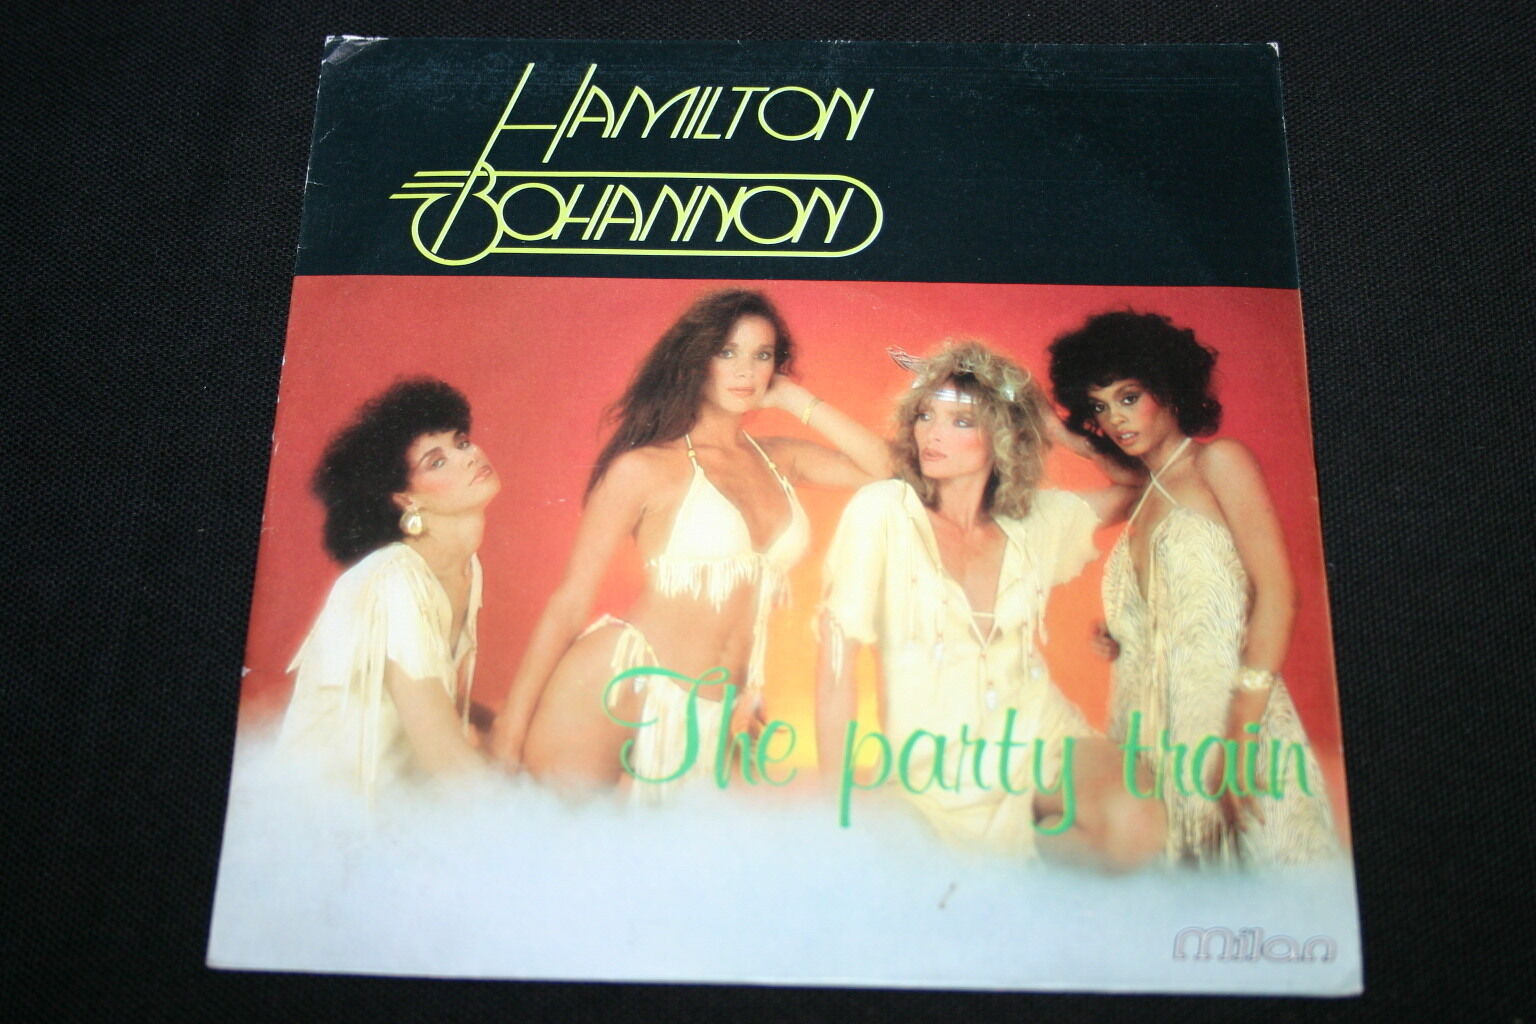 HAMILTON
BOHANNON
The party train
milan